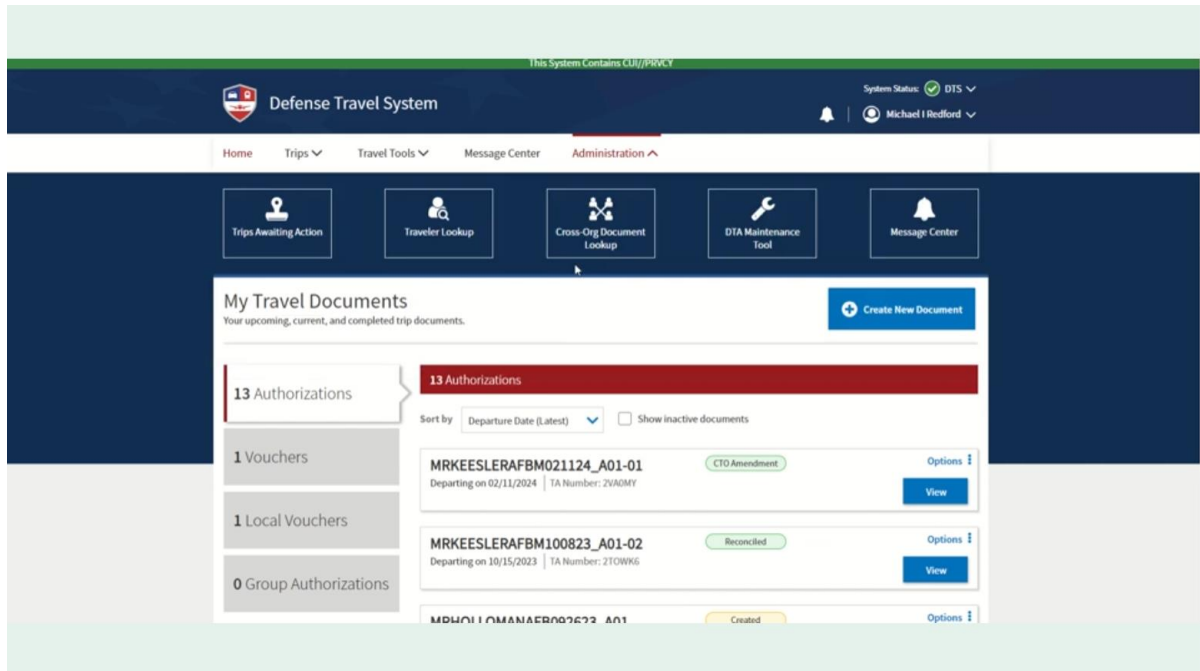 This System Contains CUI//PRVCY
Defense Travel System
System Status: DTS
Michael I Redford
Home Trips Travel Tools Message Center Administration
Trips Awaiting Action
Traveler Lookup
Cross-Org Document
Lookup
DTA Maintenance
Tool
Message Center
My Travel Documents
Your upcoming, current, and completed trip documents.
Create New Document
13 Authorizations
1 Vouchers
1 Local Vouchers
0 Group Authorizations
13 Authorizations
Sort by Departure Date (Latest) Show inactive documents
MRKEESLERAFBM021124_A01-01 CTO Amendment Options
Departing on 02/11/2024 TA Number: 2VA0MY
View
MRKEESLERAFBM100823_A01-02 Reconciled Options
Departing on 10/15/2023 TA Number: 2TOWK6
View
MRHOLLOMANAFB092623_A01 Created Options